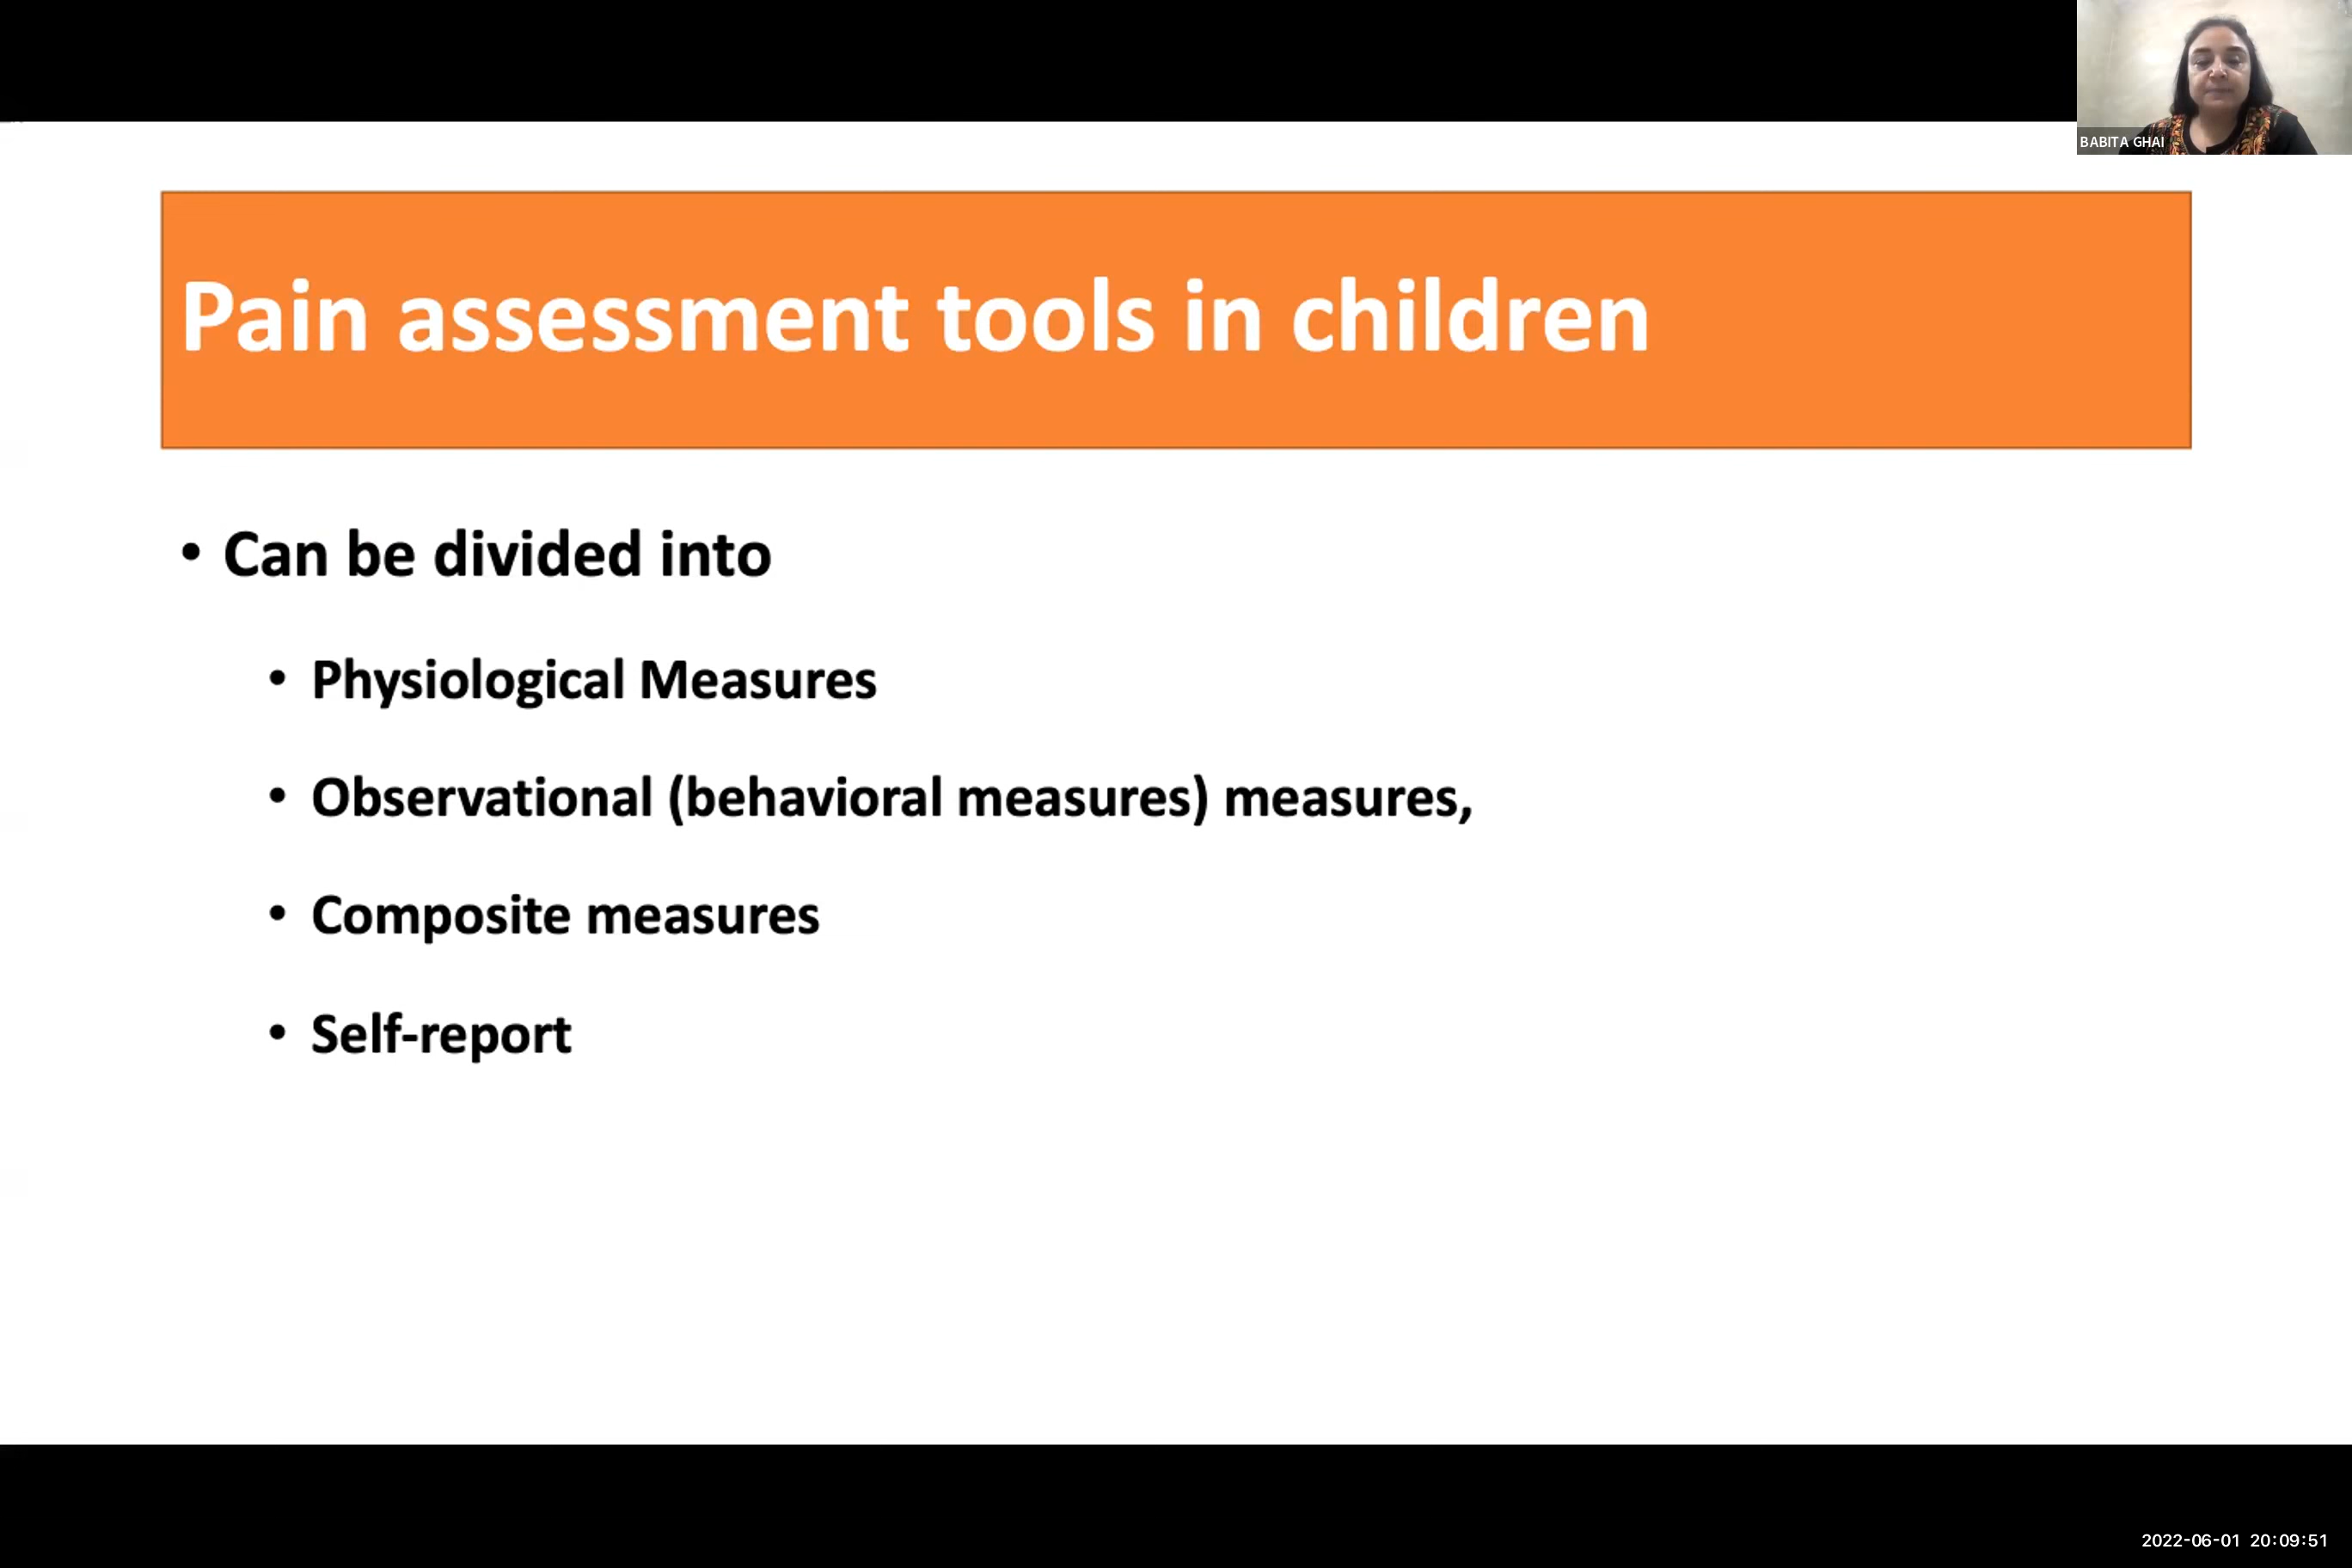 BABITA GHAI
Pain assessment tools in children
• Can be divided into
• Physiological Measures
• Observational (behavioral measures) measures,
• Composite measures
• Self-report
2022-06-01 20:09:51